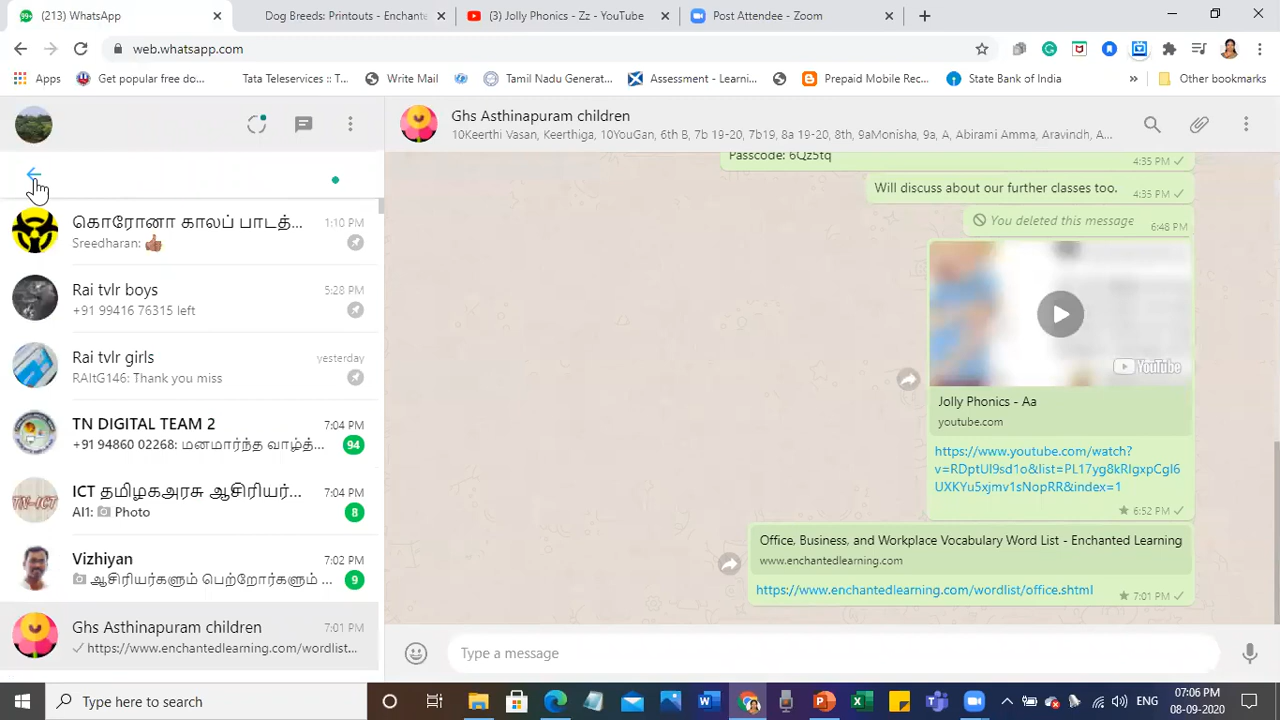 (213) WhatsApp
Dog Breeds: Printouts - Enchante
(3) Jolly Phonics - Zz - YouTube
Post Attendee - Zoom
web.whatsapp.com
Apps
Get popular free do...
Tata Teleservices :: T...
Write Mail
Tamil Nadu Generat...
Assessment - Learni...
Prepaid Mobile Rec...
State Bank of India
Other bookmarks
கொரோனா காலப் பாடத்... 1:10 PM
Sreedharan: 👍🏽
Rai tvlr boys 5:28 PM
+91 99416 76315 left
Rai tvlr girls yesterday
RAItG146: Thank you miss
TN DIGITAL TEAM 2 7:04 PM
+91 94860 02268: மனமார்ந்த வாழ்த்... 94
ICT தமிழகஅரசு ஆசிரியர்... 7:04 PM
AI1: Photo 8
Vizhiyan 7:02 PM
ஆசிரியர்களும் பெற்றோர்களும் ... 9
Ghs Asthinapuram children 7:01 PM
https://www.enchantedlearning.com/wordlist...
Ghs Asthinapuram children
10Keerthi Vasan, Keerthiga, 10YouGan, 6th B, 7b 19-20, 7b19, 8a 19-20, 8th, 9aMonisha, 9a, A, Abirami Amma, Aravindh, A...
Passcode: 6Qz5tq
4:35 PM
Will discuss about our further classes too. 4:35 PM
You deleted this message 6:48 PM
YouTube
Jolly Phonics - Aa
youtube.com
https://www.youtube.com/watch?
v=RDptUI9sd1o&list=PL17yg8kRIgxpCgI6
UXKYu5xjmv1sNopRR&index=1
6:52 PM
Office, Business, and Workplace Vocabulary Word List - Enchanted Learning
www.enchantedlearning.com
https://www.enchantedlearning.com/wordlist/office.shtml 7:01 PM
Type a message
Type here to search
ENG
07:06 PM
08-09-2020